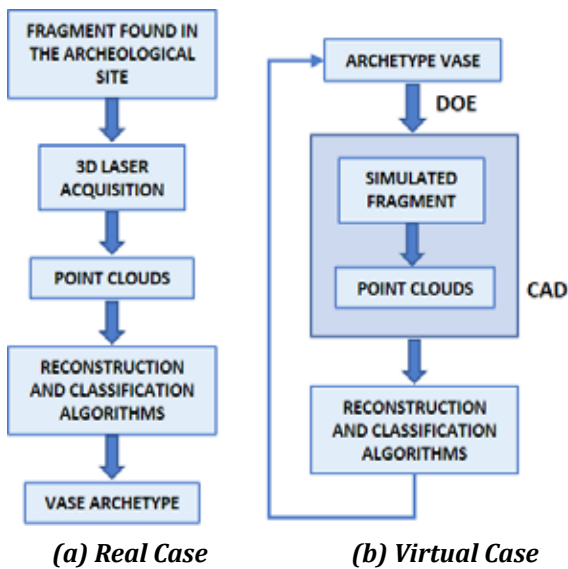 FRAGMENT FOUND IN
THE ARCHEOLOGICAL
SITE
3D LASER
ACQUISITION
POINT CLOUDS
RECONSTRUCTION
AND CLASSIFICATION
ALGORITHMS
VASE ARCHETYPE
(a) Real Case
ARCHETYPE VASE
DOE
SIMULATED
FRAGMENT
POINT CLOUDS
CAD
RECONSTRUCTION
AND CLASSIFICATION
ALGORITHMS
(b) Virtual Case